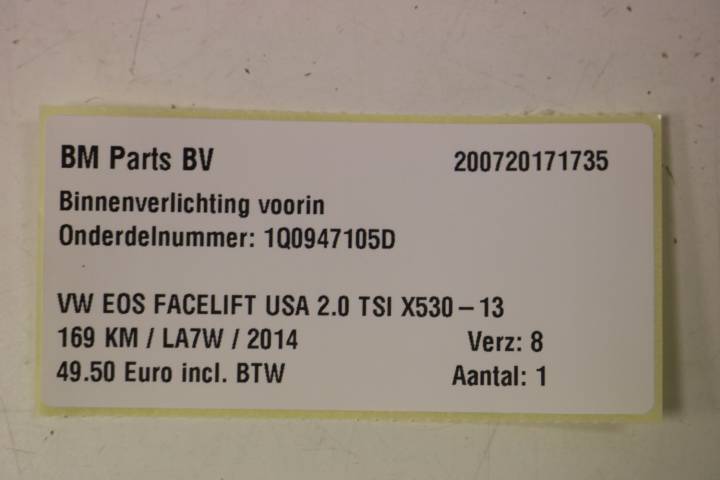 BM Parts BV 200720171735
Binnenverlichting voorin
Onderdelnummer: 1Q0947105D
VW EOS FACELIFT USA 2.0 TSI X530 – 13
169 KM / LA7W / 2014 Verz: 8
49.50 Euro incl. BTW Aantal: 1